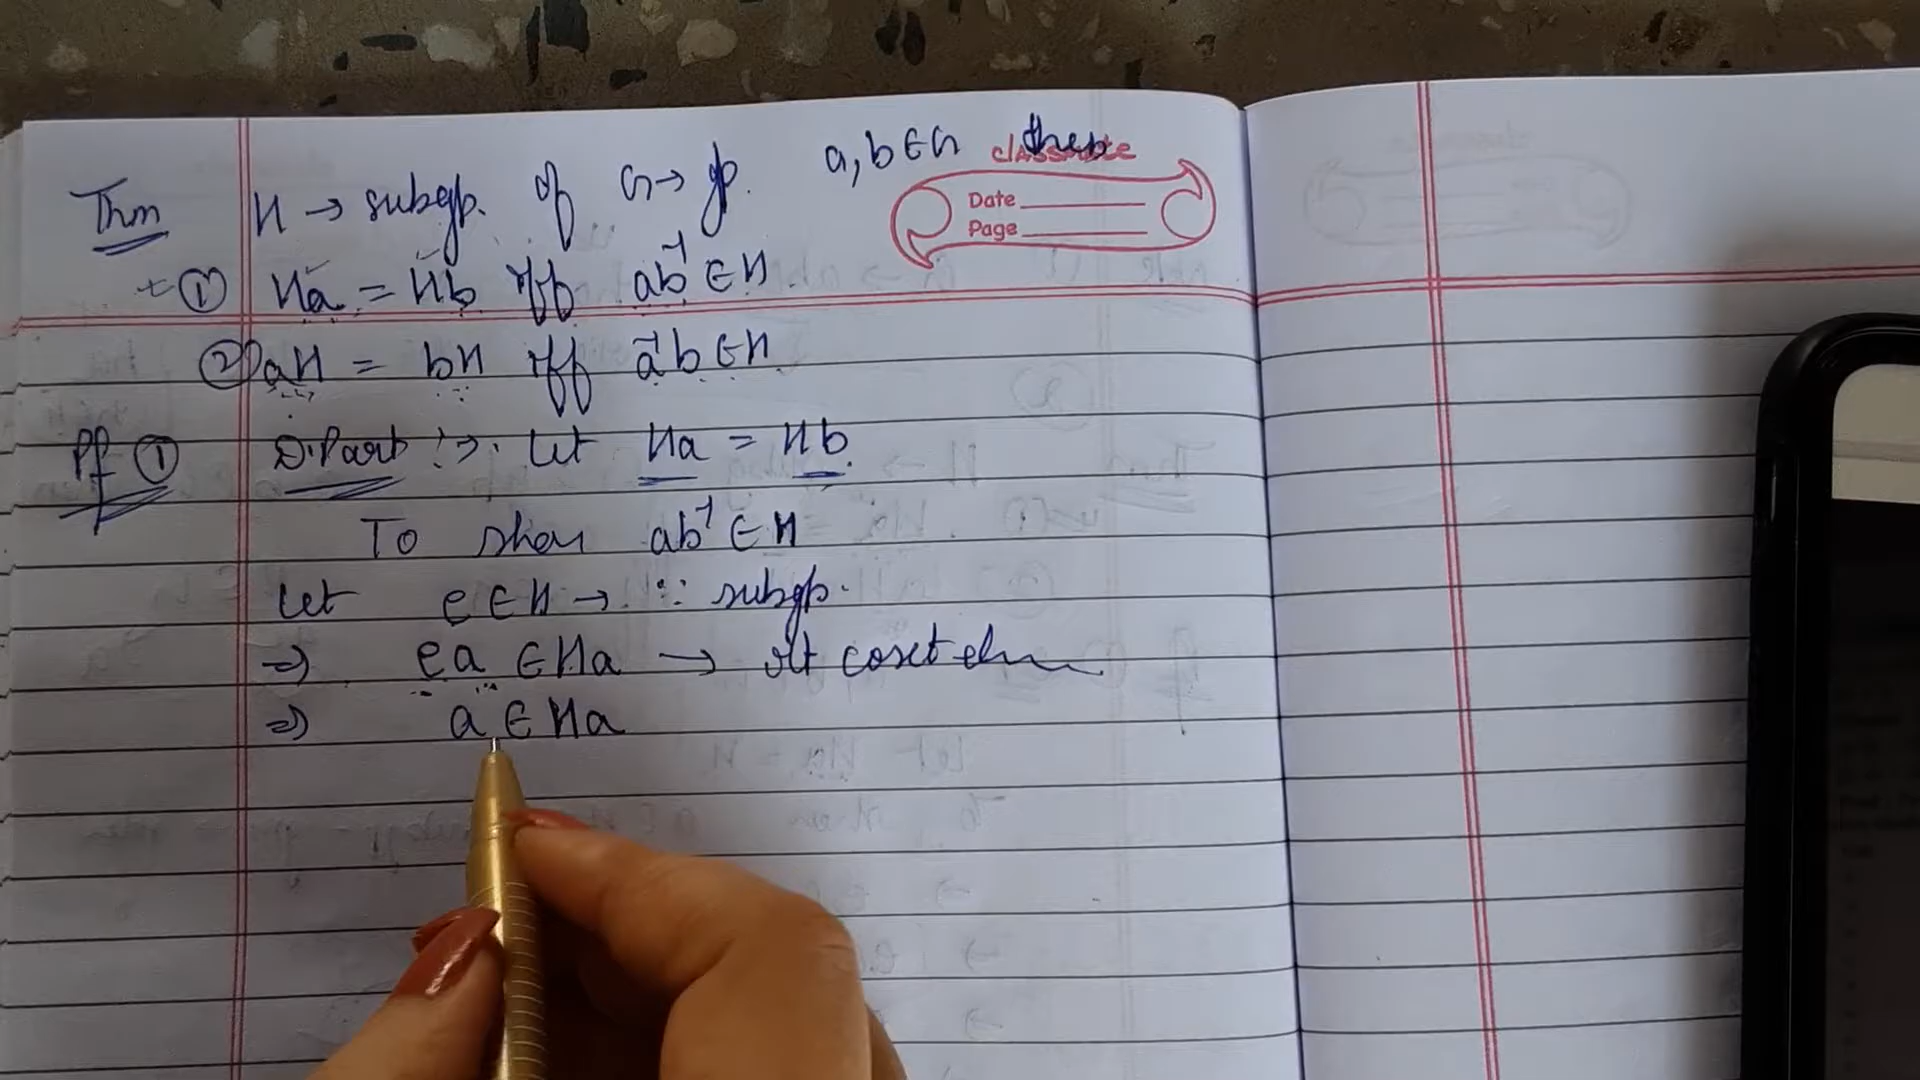 Thm H → subgp. of G → gp. a, b ∈ G then
classmate
Date
Page
① Ha = Hb iff ab⁻¹ ∈ H
② aH = bH iff a⁻¹b ∈ H
Pf ① D.Part :→. Let Ha = Hb.
To show ab⁻¹ ∈ H
Let e ∈ H → ∵ subgp.
⇒ ea ∈ Ha → rt coset elm
⇒ a ∈ Ha